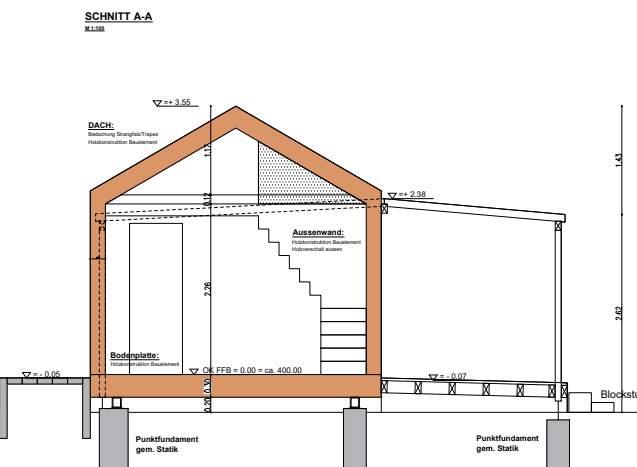 SCHNITT A-A
M 1:100
=+ 3.55
DACH:
Bedachung Strangfalz/Trapez
Holzkonstruktion Bauelement
1.17
1.43
=+ 2.38
0.12
Aussenwand:
Holzkonstruktion Bauelement
Holzverschalt aussen
2.26
2.62
Bodenplatte:
Holzkonstruktion Bauelement
= - 0.05
OK FFB = 0.00 = ca. 400.00
= - 0.07
0.30
0.20
Blockstu
Punktfundament
gem. Statik
Punktfundament
gem. Statik